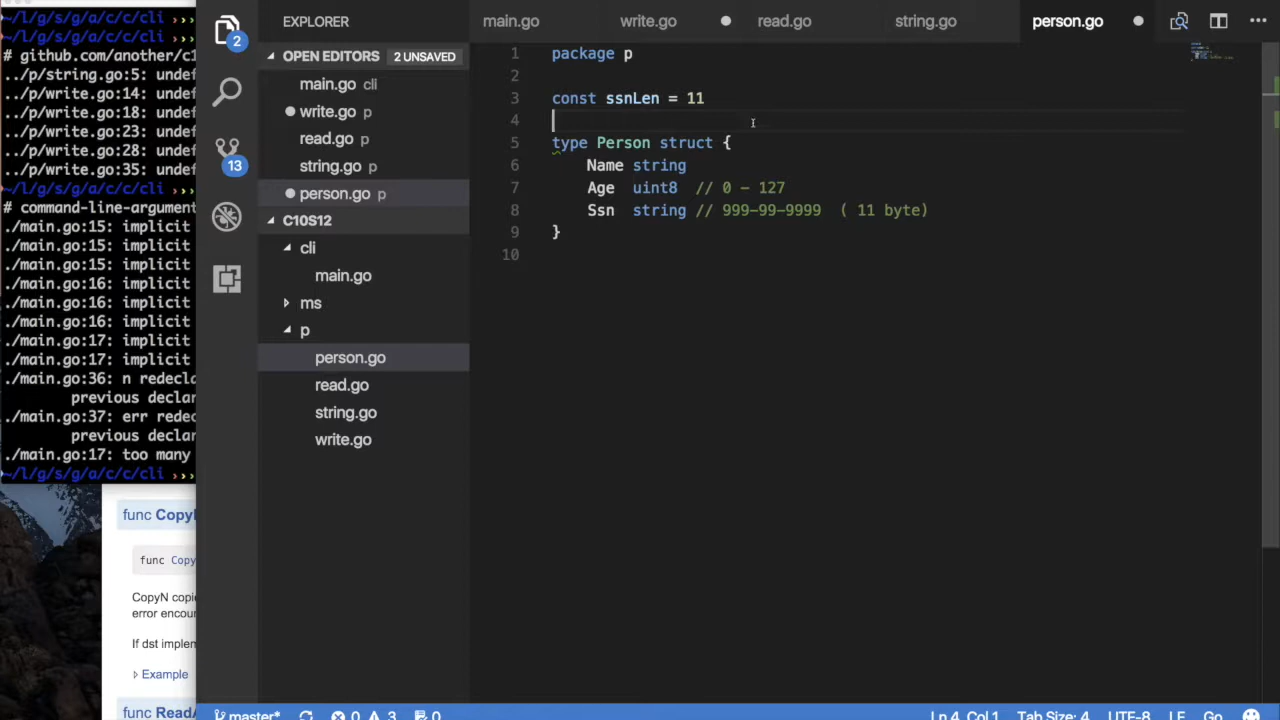 ~/l/g/s/g/a/c/c/cli ›››
~/l/g/s/g/a/c/c/cli ›››
# github.com/another/c1
../p/string.go:5: undef
../p/write.go:14: undef
../p/write.go:18: undef
../p/write.go:23: undef
../p/write.go:28: undef
../p/write.go:35: undef
~/l/g/s/g/a/c/c/cli ›››
# command-line-argument
./main.go:15: implicit
./main.go:15: implicit
./main.go:15: implicit
./main.go:16: implicit
./main.go:16: implicit
./main.go:16: implicit
./main.go:17: implicit
./main.go:17: implicit
./main.go:36: n redecla
previous declar
./main.go:37: err redec
previous declar
./main.go:17: too many
~/l/g/s/g/a/c/c/cli ›››
func CopyN
func Copy
CopyN copie
error encoun
If dst implem
Example
func ReadA
2
13
EXPLORER
OPEN EDITORS 2 UNSAVED
main.go cli
write.go p
read.go p
string.go p
person.go p
C10S12
cli
main.go
ms
p
person.go
read.go
string.go
write.go
main.go write.go read.go string.go person.go
1 package p
2
3 const ssnLen = 11
4
5 type Person struct {
6 Name string
7 Age uint8 // 0 - 127
8 Ssn string // 999-99-9999 ( 11 byte)
9 }
10
master* 0 3 0 Ln 4, Col 1 Tab Size: 4 UTF-8 LF Go